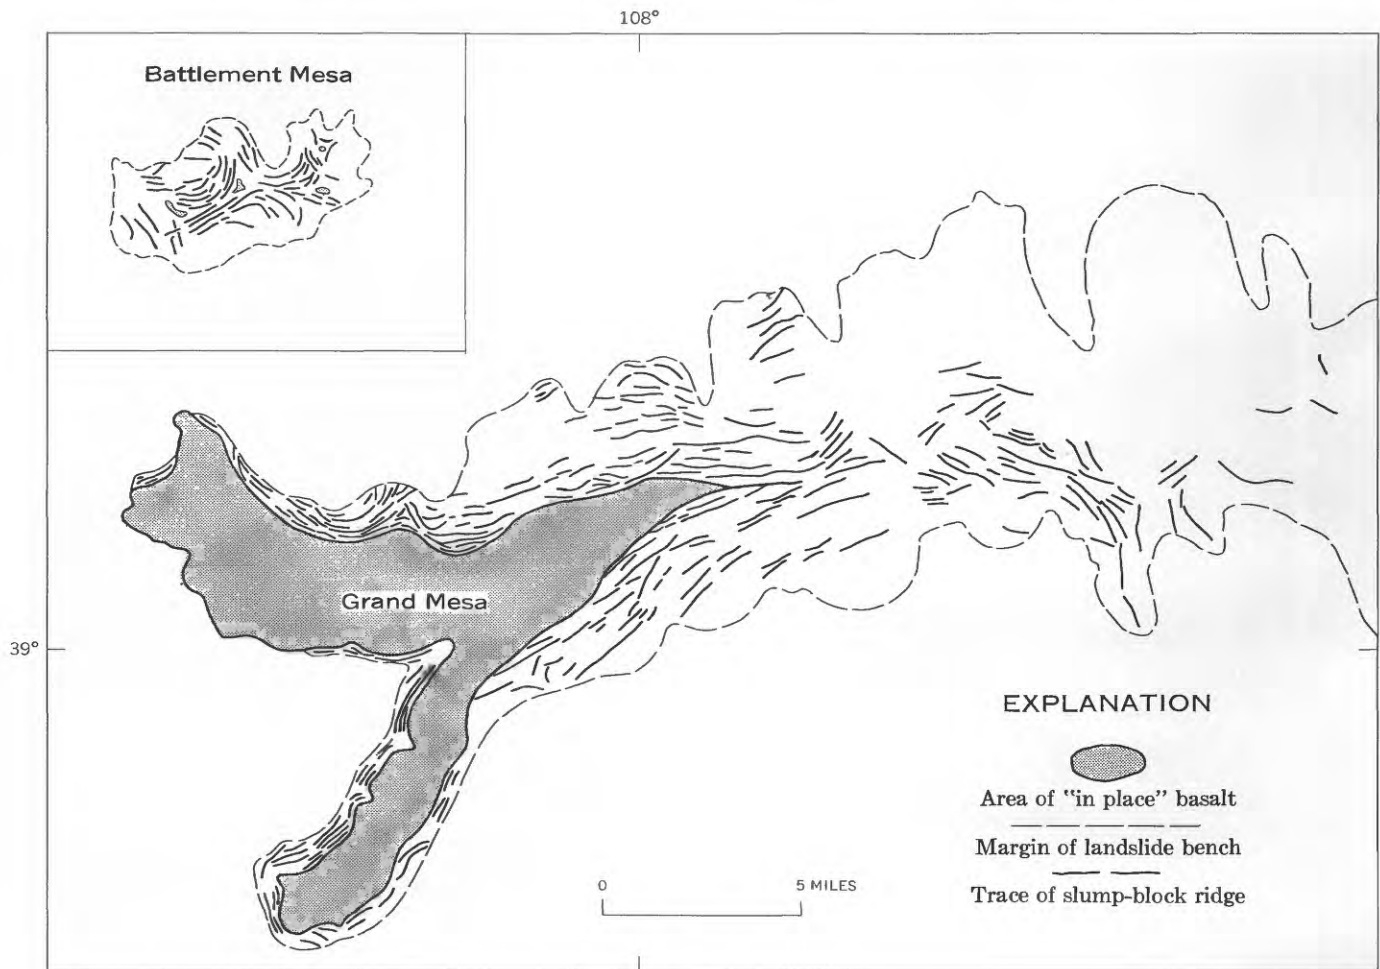 108°
Battlement Mesa
Grand Mesa
39°
EXPLANATION
Area of "in place" basalt
Margin of landslide bench
Trace of slump-block ridge
0 5 MILES